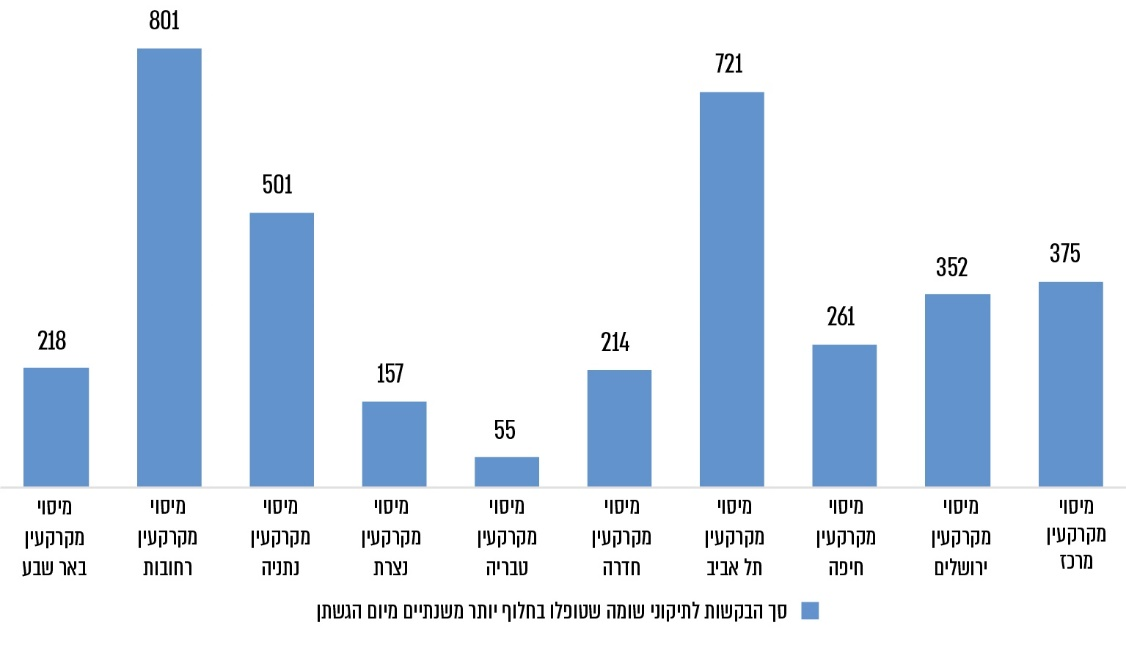 801
721
501
375
352
261
218
214
157
55
מיסוי
מקרקעין
מרכז
מיסוי
מקרקעין
ירושלים
מיסוי
מקרקעין
חיפה
מיסוי
מקרקעין
תל אביב
מיסוי
מקרקעין
חדרה
מיסוי
מקרקעין
טבריה
מיסוי
מקרקעין
נצרת
מיסוי
מקרקעין
נתניה
מיסוי
מקרקעין
רחובות
מיסוי
מקרקעין
באר שבע
סך הבקשות לתיקוני שומה שטופלו בחלוף יותר משנתיים מיום הגשתן